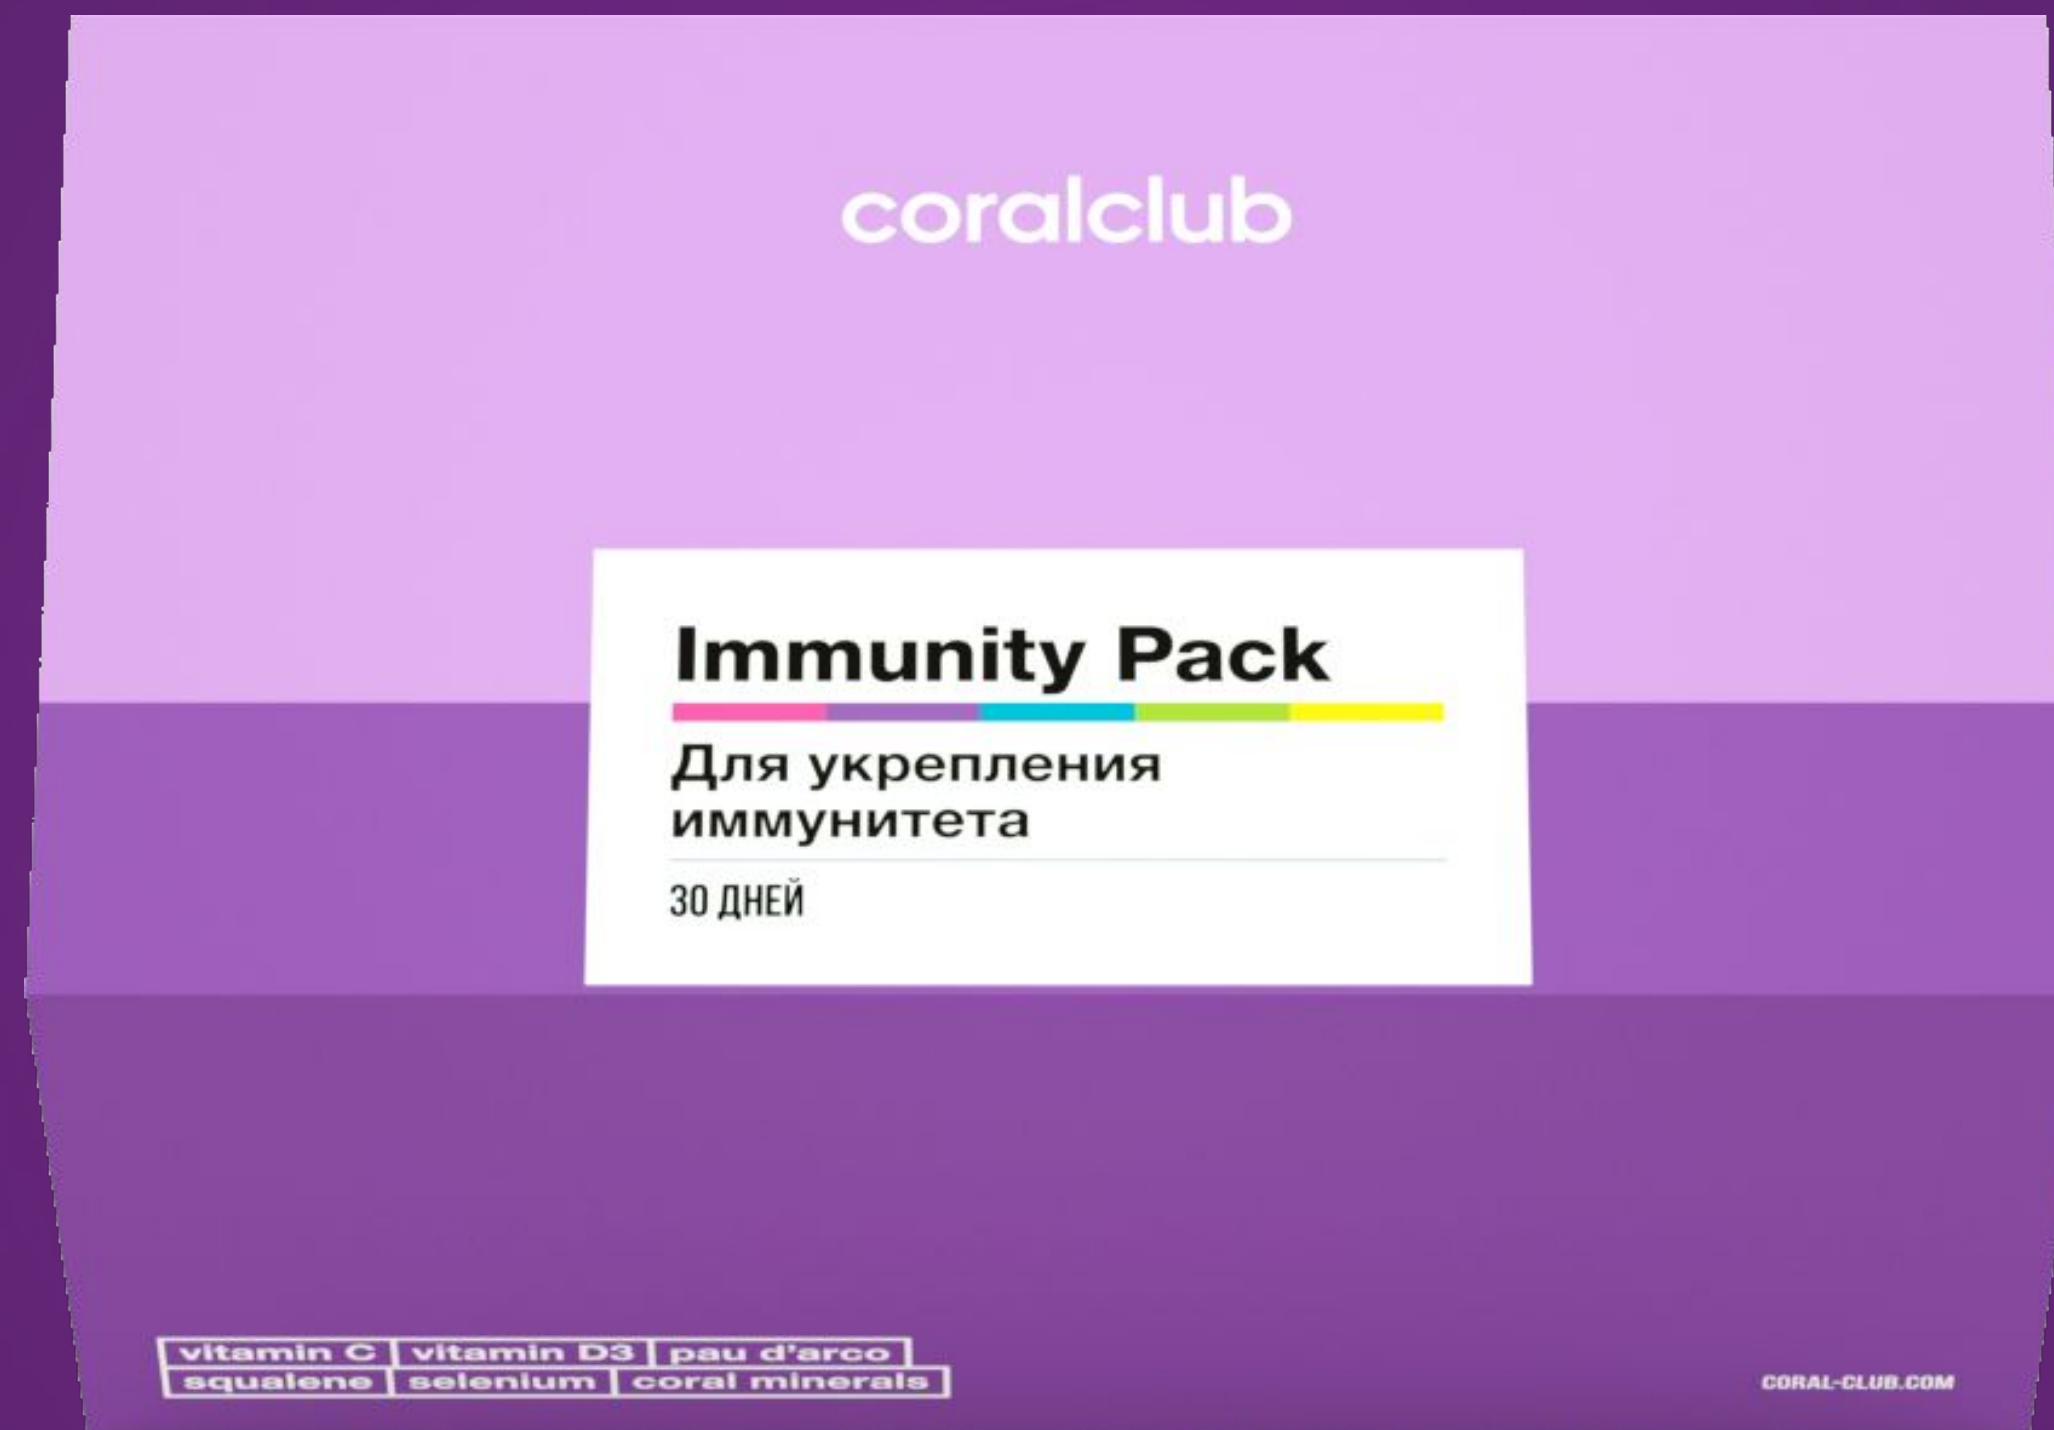 coralclub
Immunity Pack
Для укрепления
иммунитета
30 ДНЕЙ
vitamin C vitamin D3 pau d'arco
squalene selenium coral minerals
CORAL-CLUB.COM